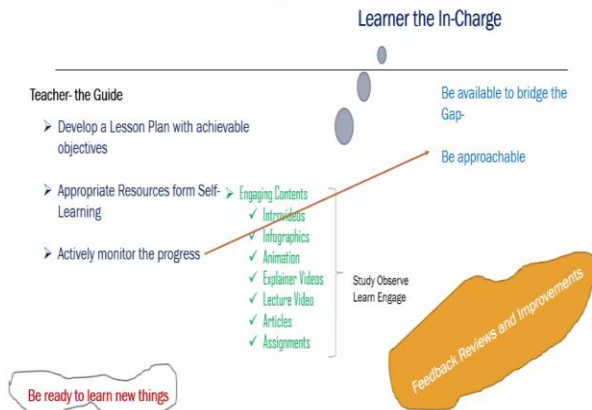 Learner the In-Charge
Teacher- the Guide
Develop a Lesson Plan with achievable
objectives
Appropriate Resources form Self-
Learning
Actively monitor the progress
Engaging Contents
Introvideos
Infographics
Animation
Explainer Videos
Lecture Video
Articles
Assignments
Study Observe
Learn Engage
Be available to bridge the
Gap-
Be approachable
Feedback Reviews and Improvements
Be ready to learn new things